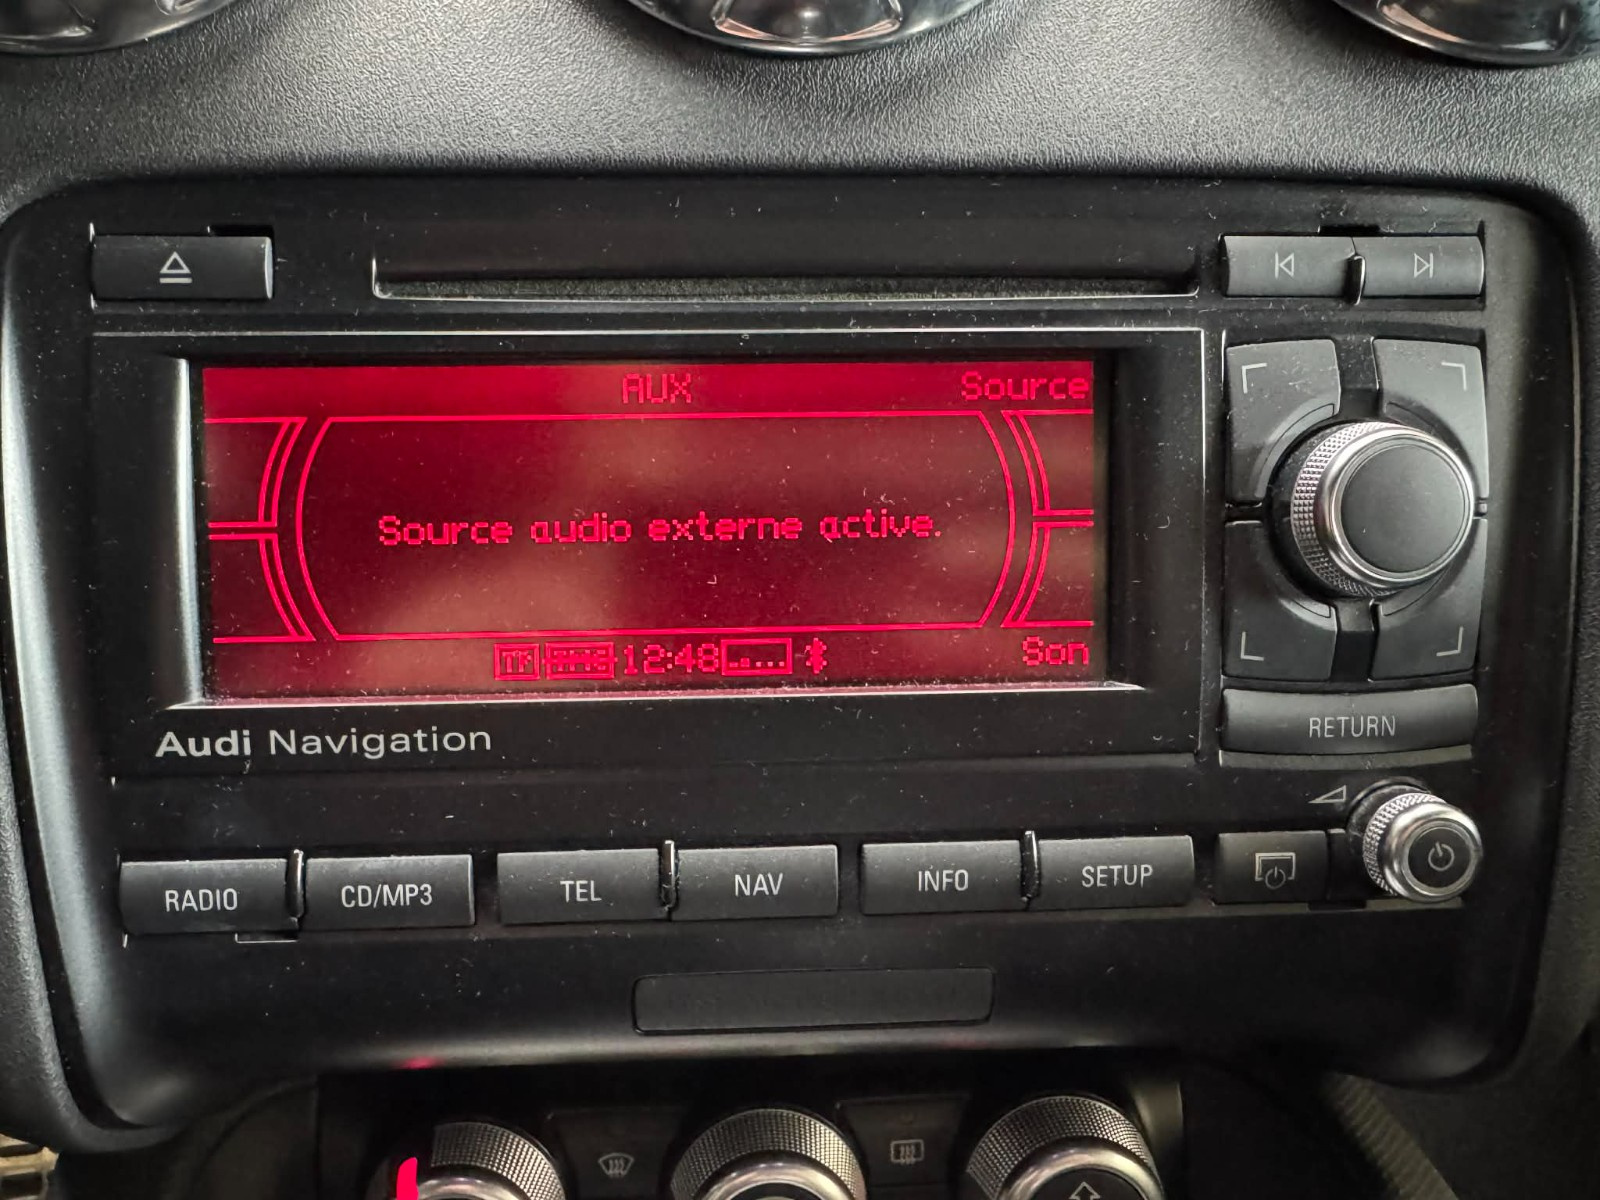 AUX
Source
Source audio externe active.
12:48
Son
Audi Navigation
RETURN
RADIO
CD/MP3
TEL
NAV
INFO
SETUP